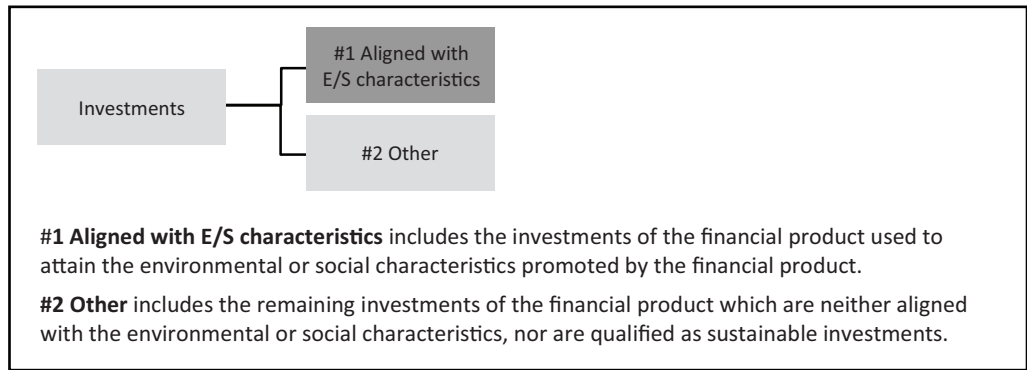 #1 Aligned with
E/S characteristics
Investments
#2 Other
#1 Aligned with E/S characteristics includes the investments of the financial product used to
attain the environmental or social characteristics promoted by the financial product.
#2 Other includes the remaining investments of the financial product which are neither aligned
with the environmental or social characteristics, nor are qualified as sustainable investments.